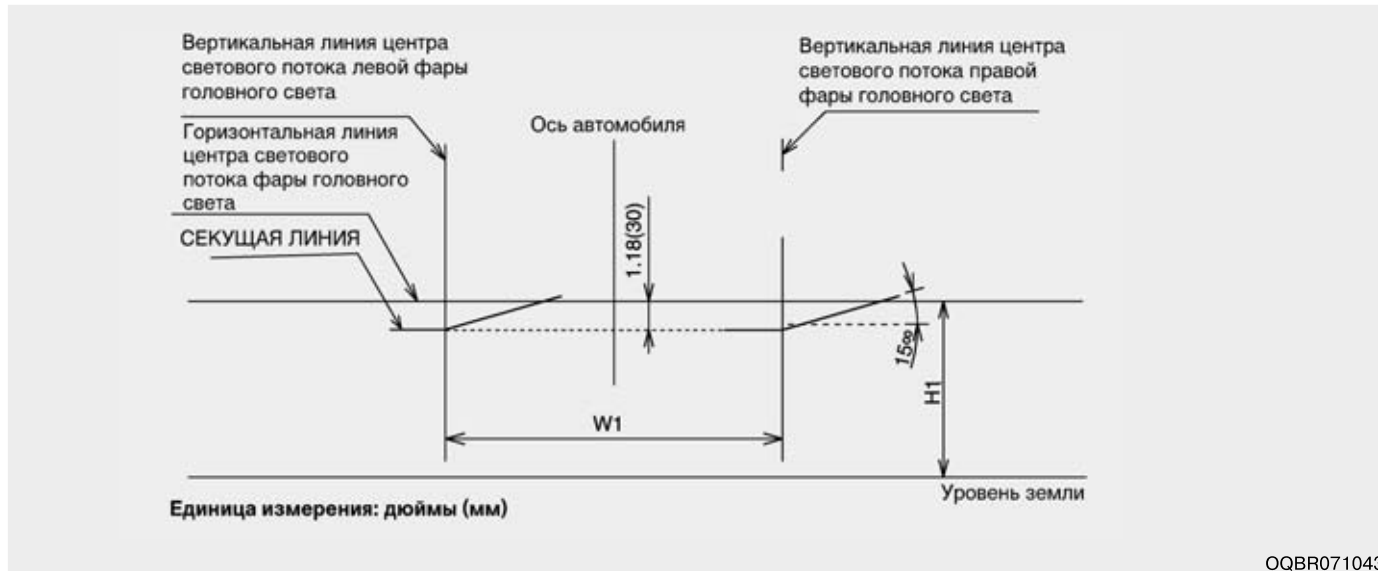 Вертикальная линия центра
светового потока левой фары
головного света
Вертикальная линия центра
светового потока правой
фары головного света
Ось автомобиля
Горизонтальная линия
центра светового
потока фары головного
света
СЕКУЩАЯ ЛИНИЯ
1.18(30)
15∞
H1
W1
Уровень земли
Единица измерения: дюймы (мм)
OQBR071043